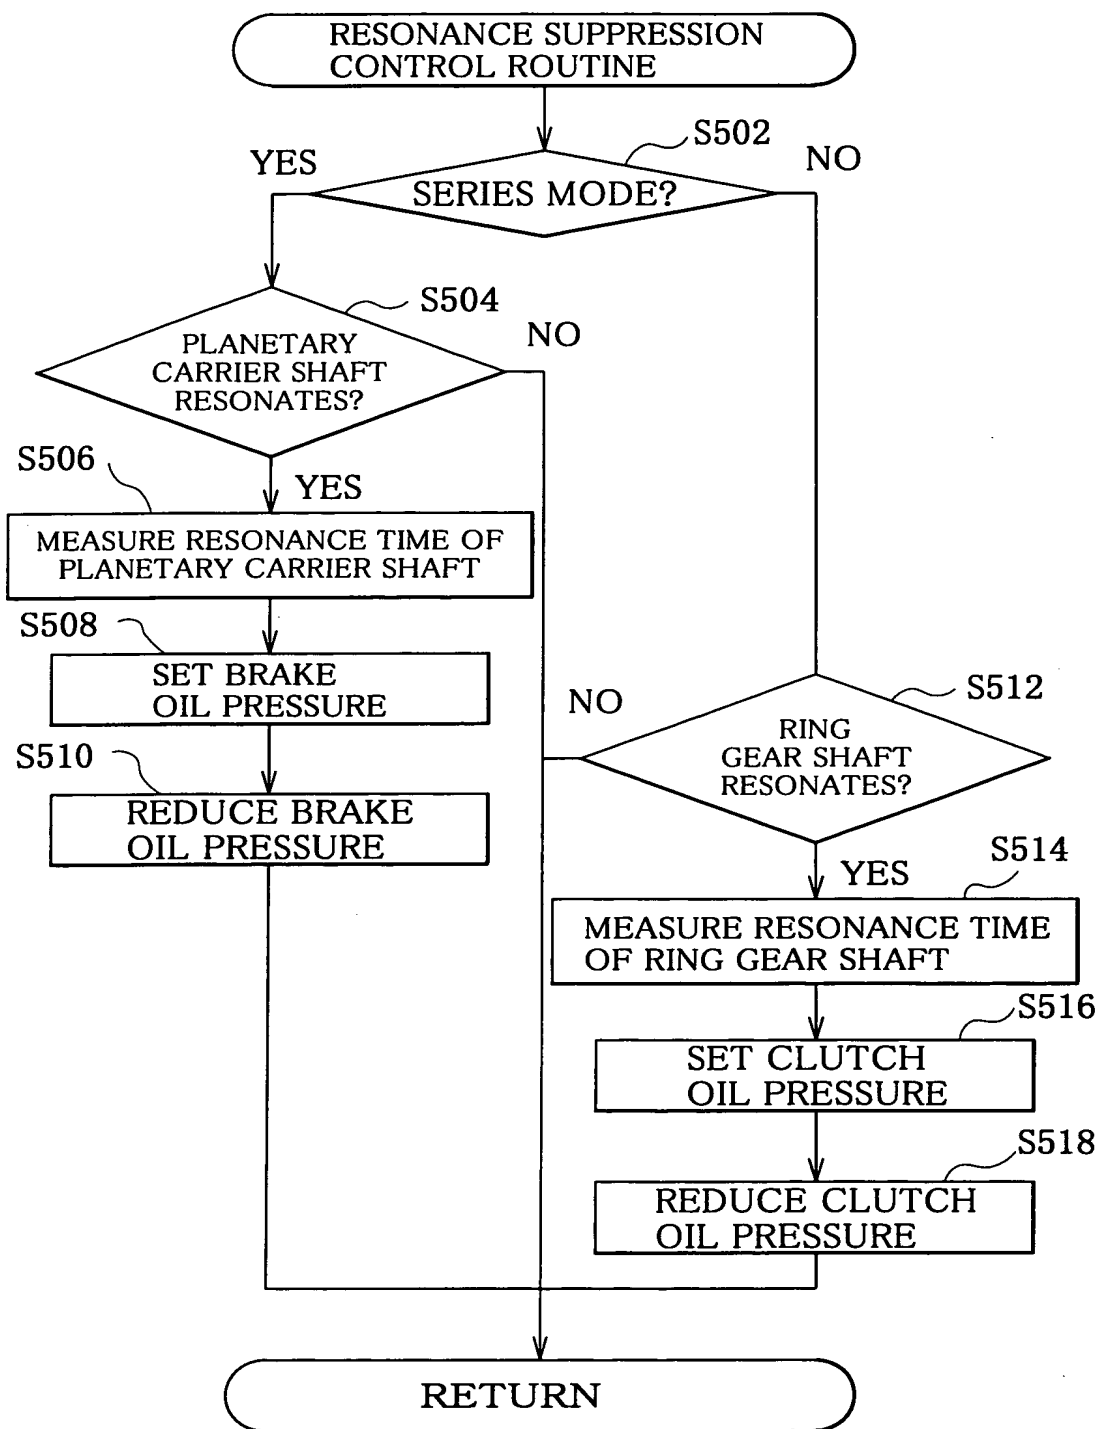 RESONANCE SUPPRESSION
CONTROL ROUTINE
S502
YES
NO
SERIES MODE?
S504
NO
PLANETARY
CARRIER SHAFT
RESONATES?
S506
YES
MEASURE RESONANCE TIME OF
PLANETARY CARRIER SHAFT
S508
SET BRAKE
OIL PRESSURE
S510
REDUCE BRAKE
OIL PRESSURE
S512
NO
RING
GEAR SHAFT
RESONATES?
S514
YES
MEASURE RESONANCE TIME
OF RING GEAR SHAFT
S516
SET CLUTCH
OIL PRESSURE
S518
REDUCE CLUTCH
OIL PRESSURE
RETURN